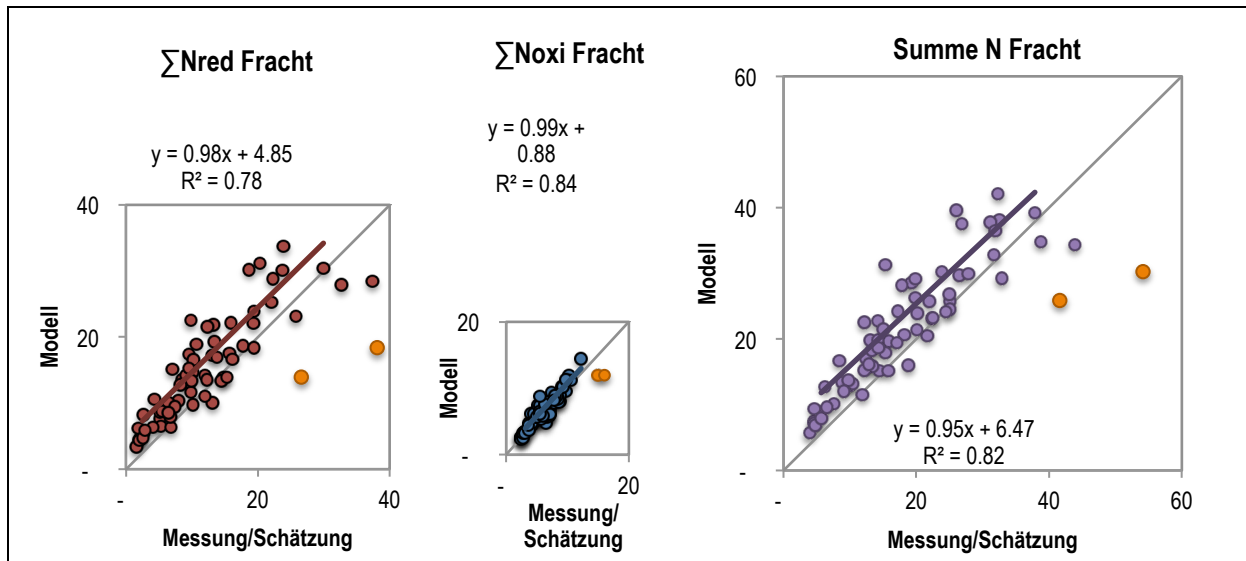 ∑Nred Fracht
y = 0.98x + 4.85
R² = 0.78
40
20
-
Modell
-
20
40
Messung/Schätzung
∑Noxi Fracht
y = 0.99x +
0.88
R² = 0.84
20
-
Modell
-
20
Messung/
Schätzung
Summe N Fracht
60
40
20
-
Modell
y = 0.95x + 6.47
R² = 0.82
-
20
40
60
Messung/Schätzung